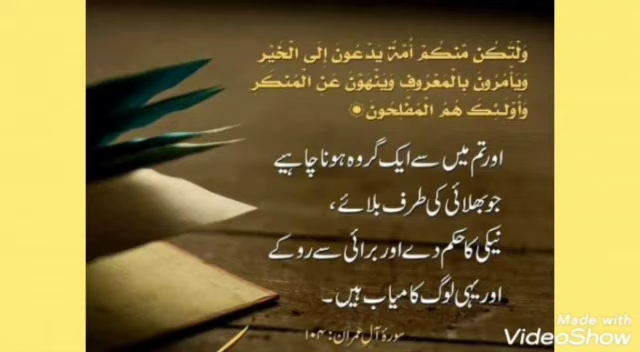 وَلْتَكُن مِّنكُمْ أُمَّةٌ يَدْعُونَ إِلَى الْخَيْرِ
وَيَأْمُرُونَ بِالْمَعْرُوفِ وَيَنْهَوْنَ عَنِ الْمُنكَرِ
وَأُوْلَٰئِكَ هُمُ الْمُفْلِحُونَ
اور تم میں سے ایک گروہ ہونا چاہیے
جو بھلائی کی طرف بلائے،
نیکی کا حکم دے اور برائی سے روکے
اور یہی لوگ کامیاب ہیں۔
سورۂ آلِ عمران: ۱۰۴
Made with
VideoShow